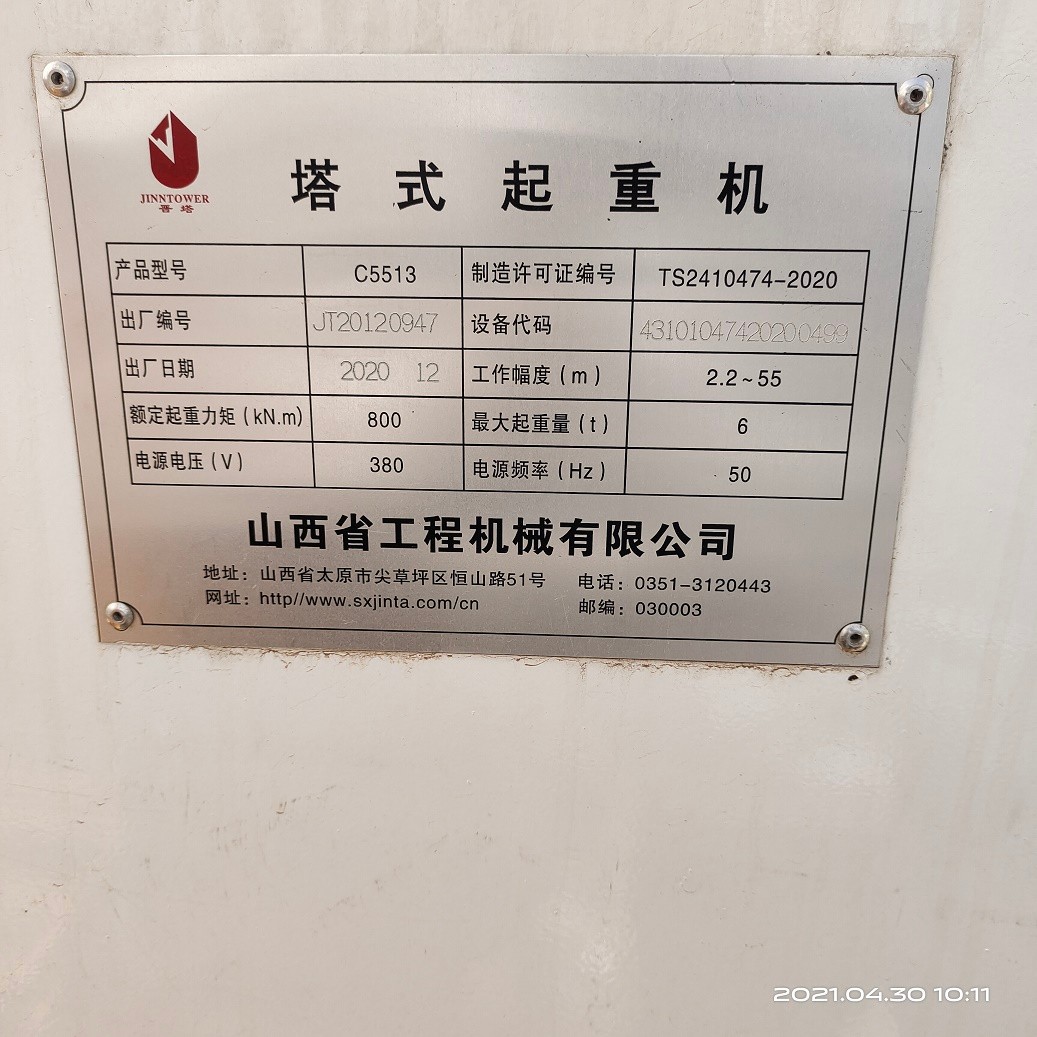 JINNTOWER
晋塔
塔式起重机
产品型号 C5513 制造许可证编号 TS2410474-2020
出厂编号 JT20120947 设备代码 43101047420200499
出厂日期 2020 12 工作幅度(m) 2.2~55
额定起重力矩(kN.m) 800 最大起重量(t) 6
电源电压(V) 380 电源频率(Hz) 50
山西省工程机械有限公司
地址：山西省太原市尖草坪区恒山路51号 电话：0351-3120443
网址：http//www.sxjinta.com/cn 邮编：030003
2021.04.30 10:11